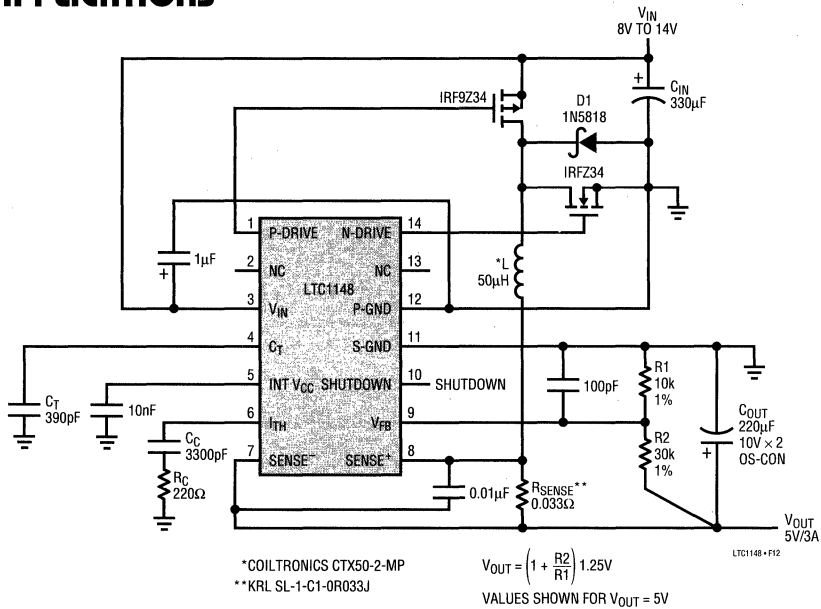 APPLICATIONS
VIN
8V TO 14V
IRF9Z34
D1
1N5818
+
CIN
330µF
IRFZ34
1 P-DRIVE N-DRIVE 14
1µF
+
2 NC NC 13
*L
50µH
LTC1148
3 VIN P-GND 12
4 CT S-GND 11
5 INT VCC SHUTDOWN 10 SHUTDOWN
6 ITH VFB 9
7 SENSE⁻ SENSE⁺ 8
CT
390pF
10nF
CC
3300pF
RC
220Ω
100pF
R1
10k
1%
R2
30k
1%
COUT
220µF
10V × 2
OS-CON
+
0.01µF
RSENSE**
0.033Ω
VOUT
5V/3A
LTC1148 • F12
*COILTRONICS CTX50-2-MP
**KRL SL-1-C1-0R033J
VOUT = (1 + R2/R1) 1.25V
VALUES SHOWN FOR VOUT = 5V